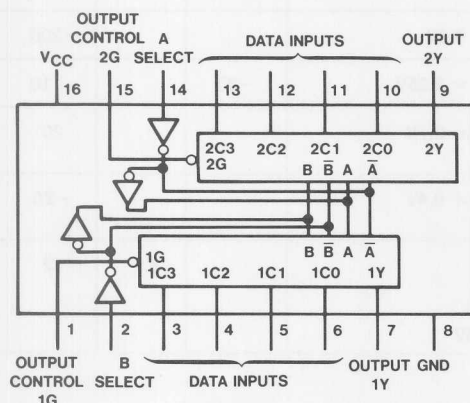 OUTPUT
CONTROL A OUTPUT
2G SELECT DATA INPUTS 2Y
VCC
16 15 14 13 12 11 10 9
2C3 2C2 2C1 2C0 2Y
2G
B B̅ A A̅
B B̅ A A̅
1G
1C3 1C2 1C1 1C0 1Y
1 2 3 4 5 6 7 8
OUTPUT B DATA INPUTS OUTPUT GND
CONTROL SELECT 1Y
1G